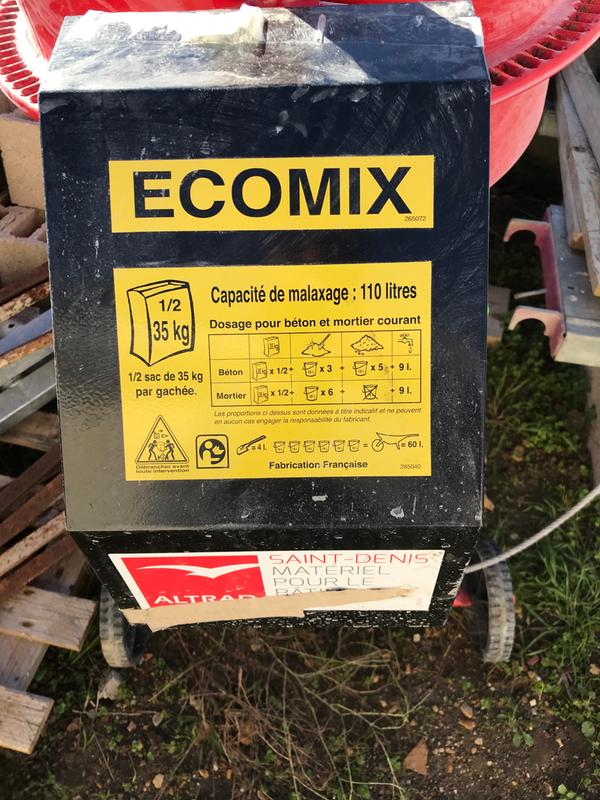 ECOMIX
265072
1/2
35 kg
Capacité de malaxage : 110 litres
Dosage pour béton et mortier courant
1/2 sac de 35 kg
par gachée.
Béton x 1/2 + x 3 + x 5 + 9 l.
Mortier x 1/2 + x 6 + + 9 l.
Les proportions ci dessus sont données à titre indicatif et ne peuvent
en aucun cas engager la responsabilité du fabricant.
= 4 l. = = 60 l.
Débrancher avant
toute intervention
Fabrication Française
265040
SAINT-DENIS
MATÉRIEL
POUR LE
ALTRAD